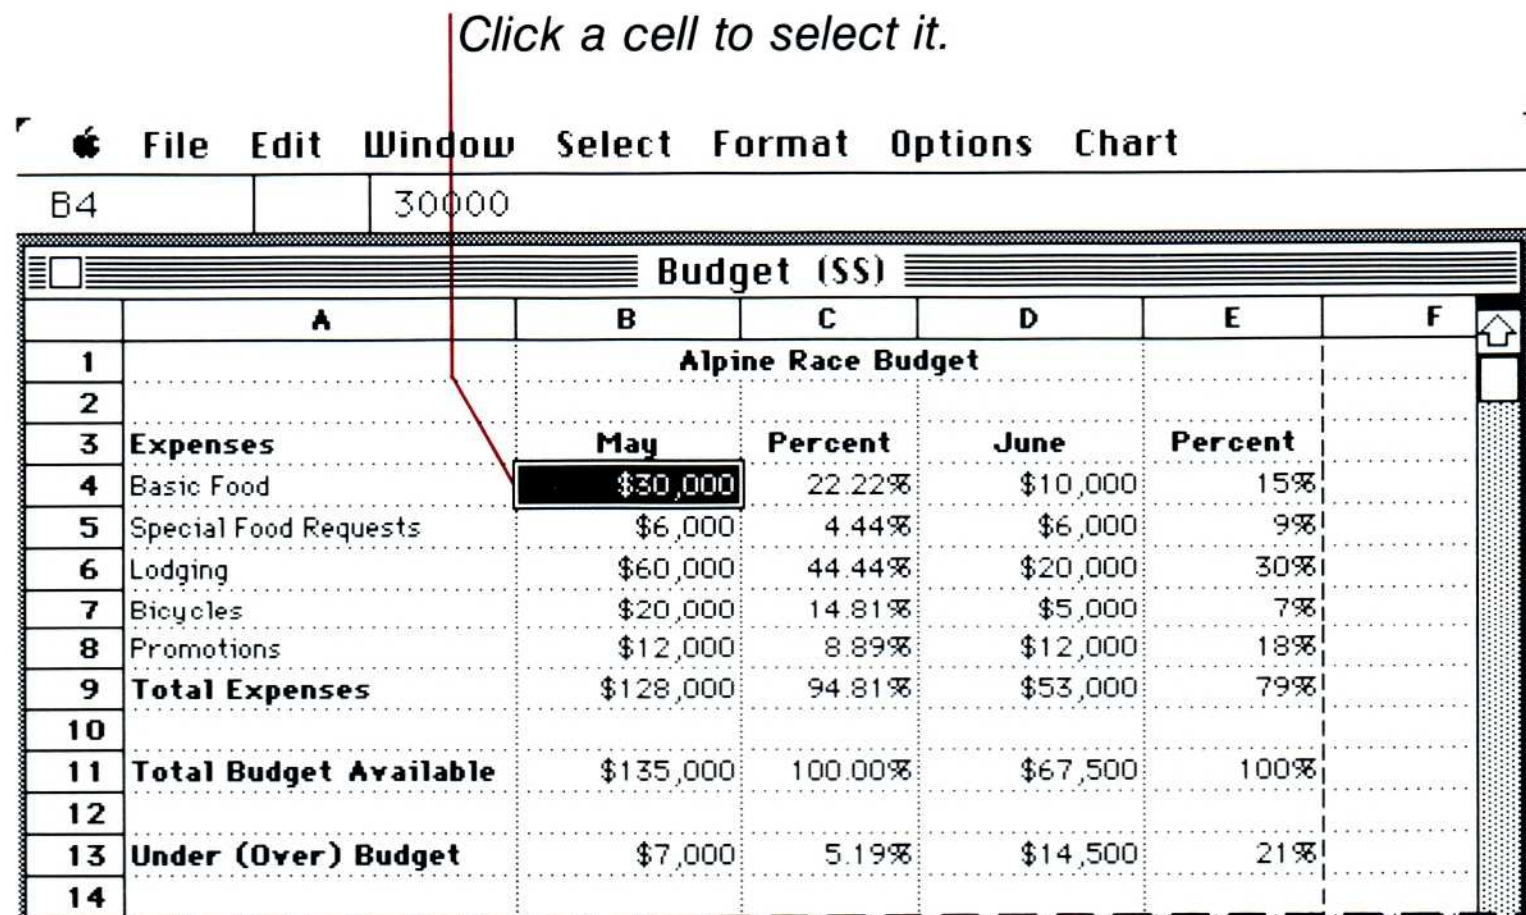 Click a cell to select it.
File Edit Window Select Format Options Chart
B4 30000
Budget (SS)
A B C D E F
1 Alpine Race Budget
2
3 Expenses May Percent June Percent
4 Basic Food $30,000 22.22% $10,000 15%
5 Special Food Requests $6,000 4.44% $6,000 9%
6 Lodging $60,000 44.44% $20,000 30%
7 Bicycles $20,000 14.81% $5,000 7%
8 Promotions $12,000 8.89% $12,000 18%
9 Total Expenses $128,000 94.81% $53,000 79%
10
11 Total Budget Available $135,000 100.00% $67,500 100%
12
13 Under (Over) Budget $7,000 5.19% $14,500 21%
14